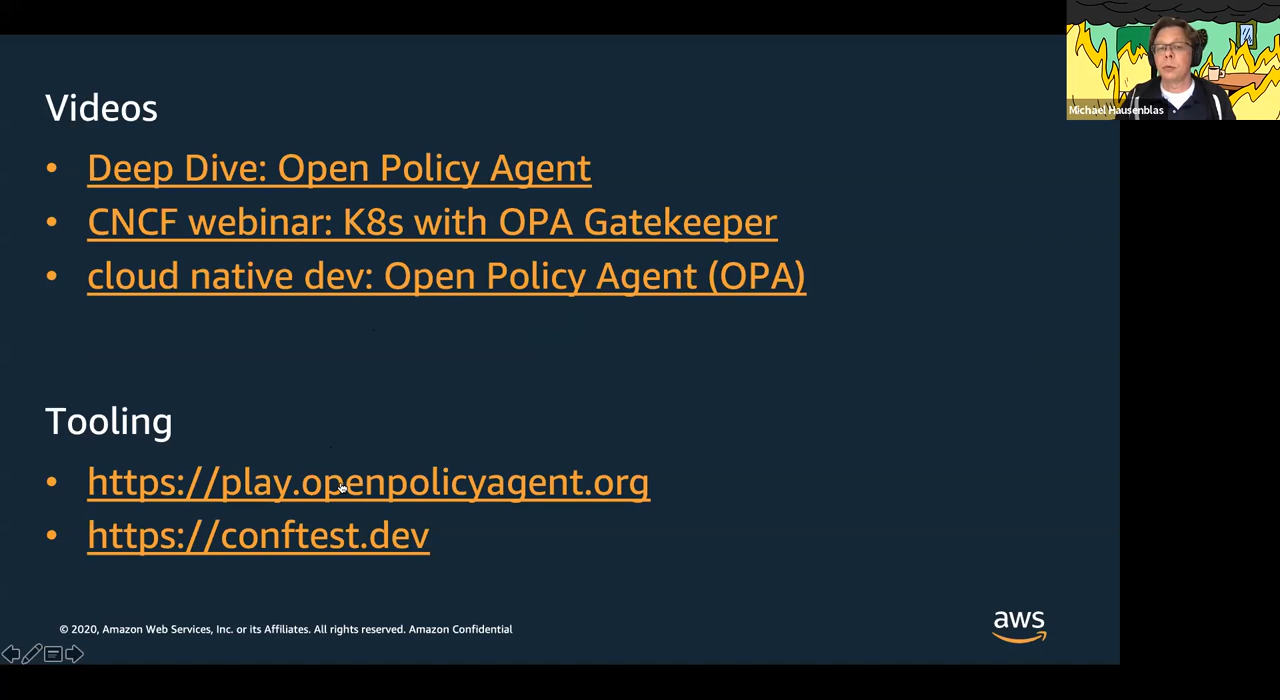 Videos
• Deep Dive: Open Policy Agent
• CNCF webinar: K8s with OPA Gatekeeper
• cloud native dev: Open Policy Agent (OPA)
Tooling
• https://play.openpolicyagent.org
• https://conftest.dev
© 2020, Amazon Web Services, Inc. or its Affiliates. All rights reserved. Amazon Confidential
aws
Michael Hausenblas